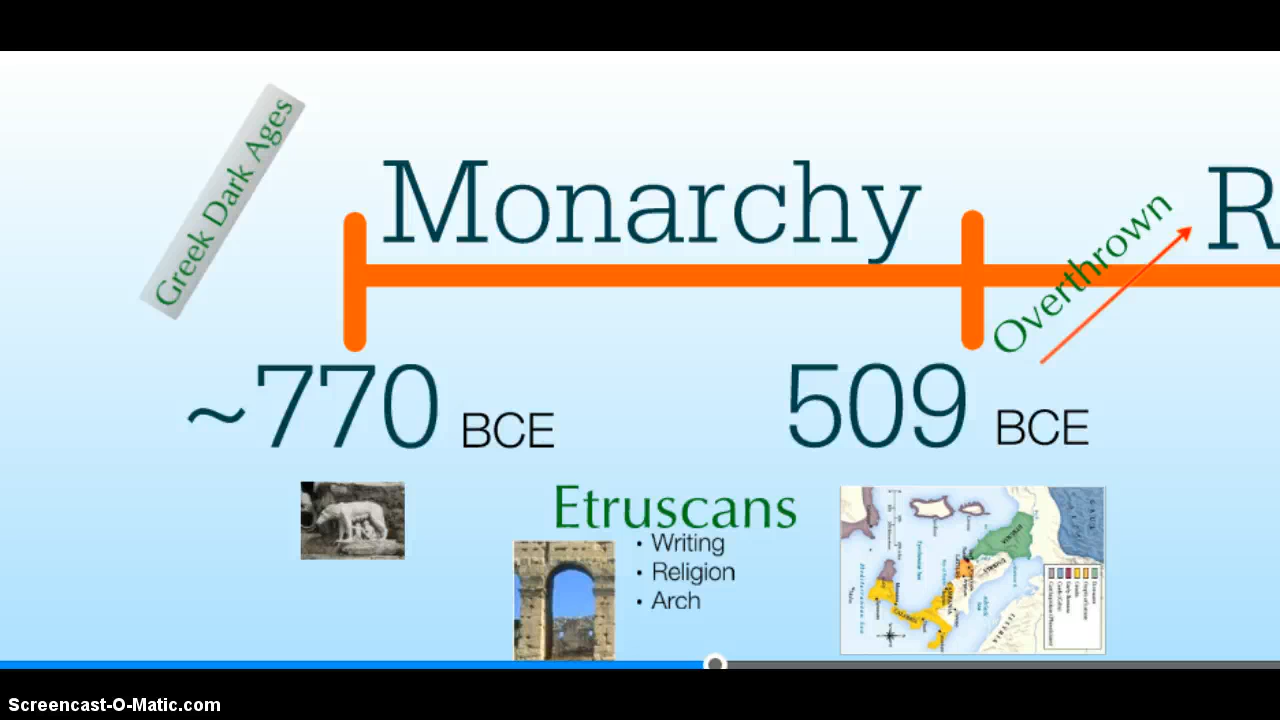 Greek Dark Ages
Monarchy
R
Overthrown
~770 BCE
509 BCE
Etruscans
• Writing
• Religion
• Arch
Screencast-O-Matic.com